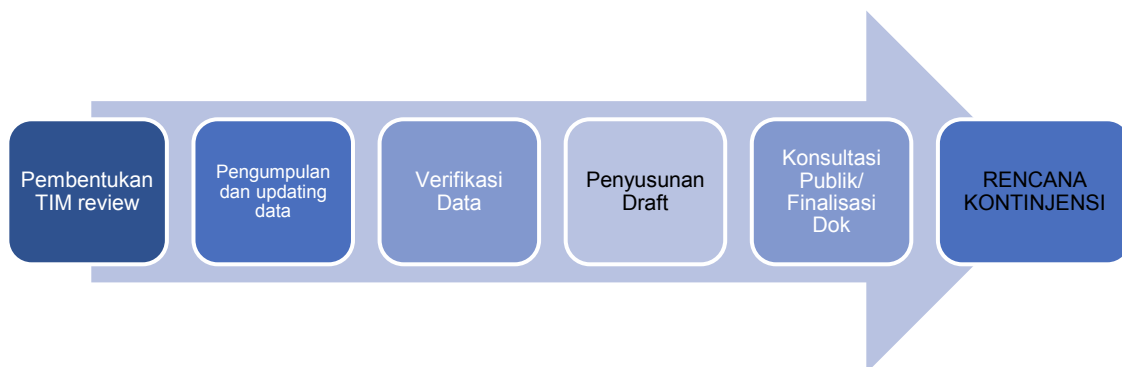 Pembentukan
TIM review
Pengumpulan
dan updating
data
Verifikasi
Data
Penyusunan
Draft
Konsultasi
Publik/
Finalisasi
Dok
RENCANA
KONTINJENSI